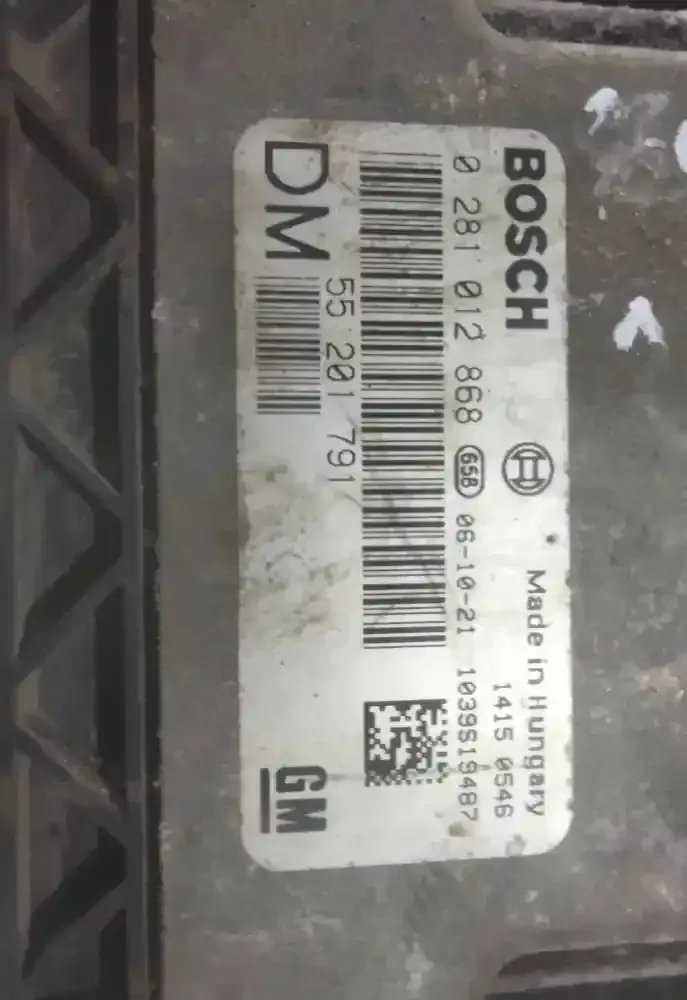 BOSCH
Made in Hungary
1415 0546
0 281 012 868 658 06-10-21 1039S19487
55 201 791
DM
GM